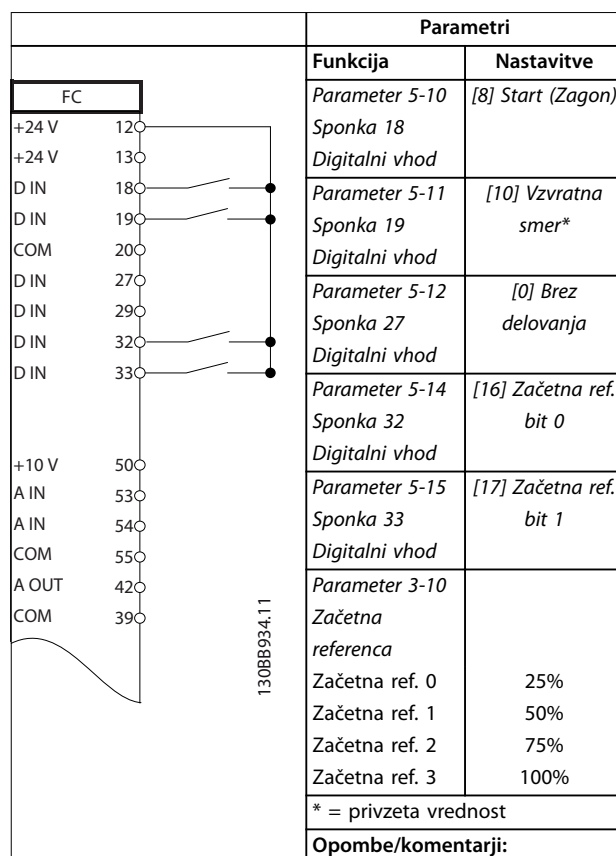 Parametri
Funkcija Nastavitve
FC
+24 V 12
+24 V 13
D IN 18
D IN 19
COM 20
D IN 27
D IN 29
D IN 32
D IN 33
+10 V 50
A IN 53
A IN 54
COM 55
A OUT 42
COM 39
130BB934.11
Parameter 5-10 [8] Start (Zagon)
Sponka 18
Digitalni vhod
Parameter 5-11 [10] Vzvratna
Sponka 19 smer*
Digitalni vhod
Parameter 5-12 [0] Brez
Sponka 27 delovanja
Digitalni vhod
Parameter 5-14 [16] Začetna ref.
Sponka 32 bit 0
Digitalni vhod
Parameter 5-15 [17] Začetna ref.
Sponka 33 bit 1
Digitalni vhod
Parameter 3-10
Začetna
referenca
Začetna ref. 0 25%
Začetna ref. 1 50%
Začetna ref. 2 75%
Začetna ref. 3 100%
* = privzeta vrednost
Opombe/komentarji: